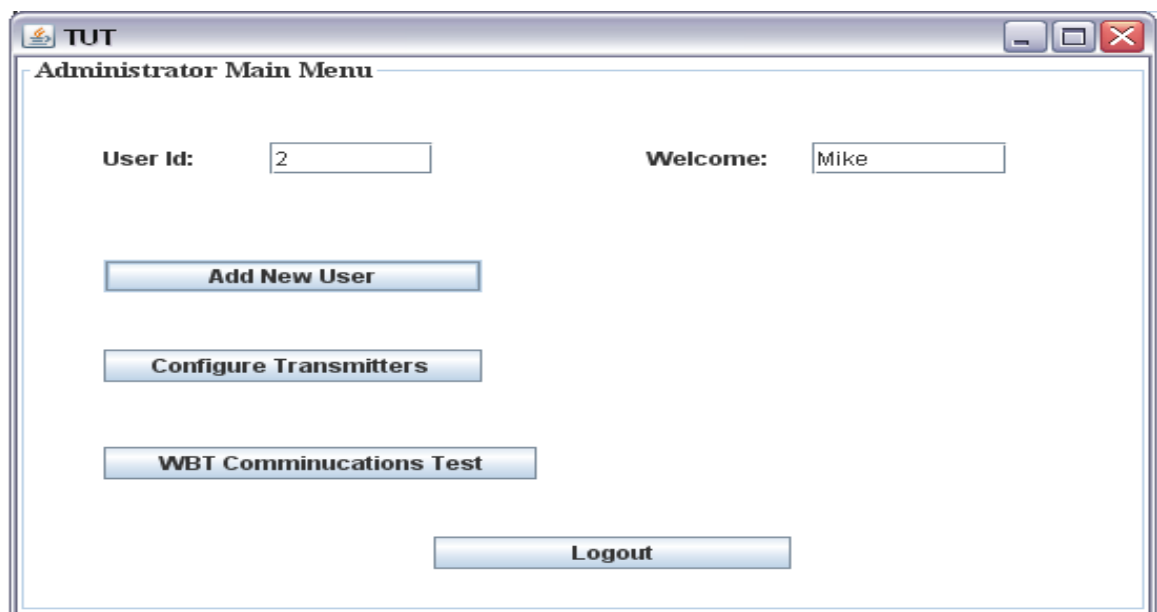 TUT
Administrator Main Menu
User Id: 2 Welcome: Mike
Add New User
Configure Transmitters
WBT Comminucations Test
Logout